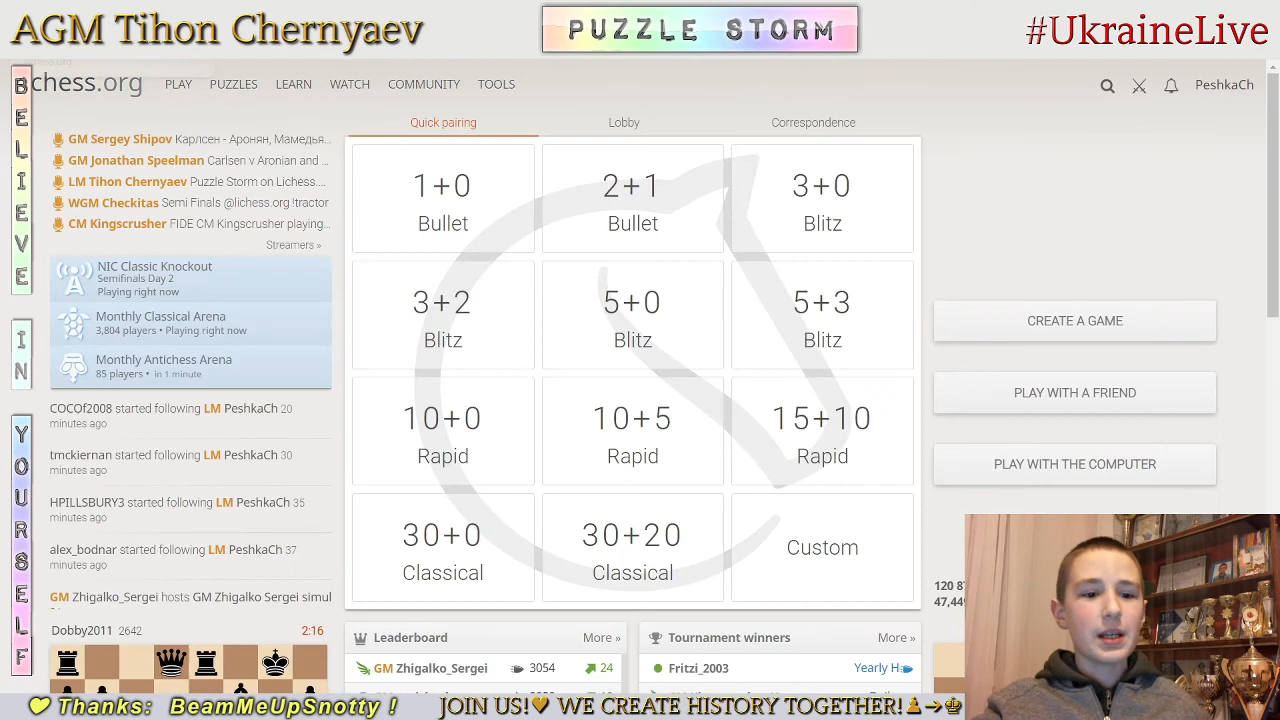 AGM Tihon Chernyaev
PUZZLE STORM
#UkraineLive
BELIEVE
IN
YOURSELF
chess.org
PLAY
PUZZLES
LEARN
WATCH
COMMUNITY
TOOLS
PeshkaCh
GM Sergey Shipov Карлсен - Аронян, Мамедья...
GM Jonathan Speelman Carlsen v Aronian and ...
LM Tihon Chernyaev Puzzle Storm on Lichess....
WGM Checkitas Semi Finals @lichess.org !tractor
CM Kingscrusher FIDE CM Kingscrusher playing...
Streamers »
NIC Classic Knockout
Semifinals Day 2
Playing right now
Monthly Classical Arena
3,804 players • Playing right now
Monthly Antichess Arena
85 players • in 1 minute
COCOf2008 started following LM PeshkaCh 20
minutes ago
tmckiernan started following LM PeshkaCh 30
minutes ago
HPILLSBURY3 started following LM PeshkaCh 35
minutes ago
alex_bodnar started following LM PeshkaCh 37
minutes ago
GM Zhigalko_Sergei hosts GM Zhigalko Sergei simul
Dobby2011 2642 2:16
Quick pairing
Lobby
Correspondence
1+0
Bullet
2+1
Bullet
3+0
Blitz
3+2
Blitz
5+0
Blitz
5+3
Blitz
10+0
Rapid
10+5
Rapid
15+10
Rapid
30+0
Classical
30+20
Classical
Custom
Leaderboard More »
GM Zhigalko_Sergei 3054 24
Tournament winners More »
Fritzi_2003 Yearly H
CREATE A GAME
PLAY WITH A FRIEND
PLAY WITH THE COMPUTER
120 87
47,449
Thanks: BeamMeUpSnotty !
JOIN US! WE CREATE HISTORY TOGETHER!